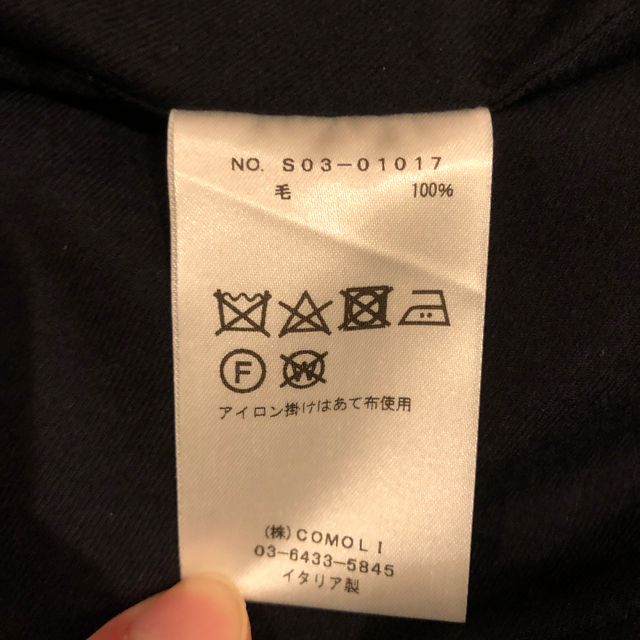 NO. S03-01017
毛 100%
F W
アイロン掛けはあて布使用
(株)COMOLI
03-6433-5845
イタリア製